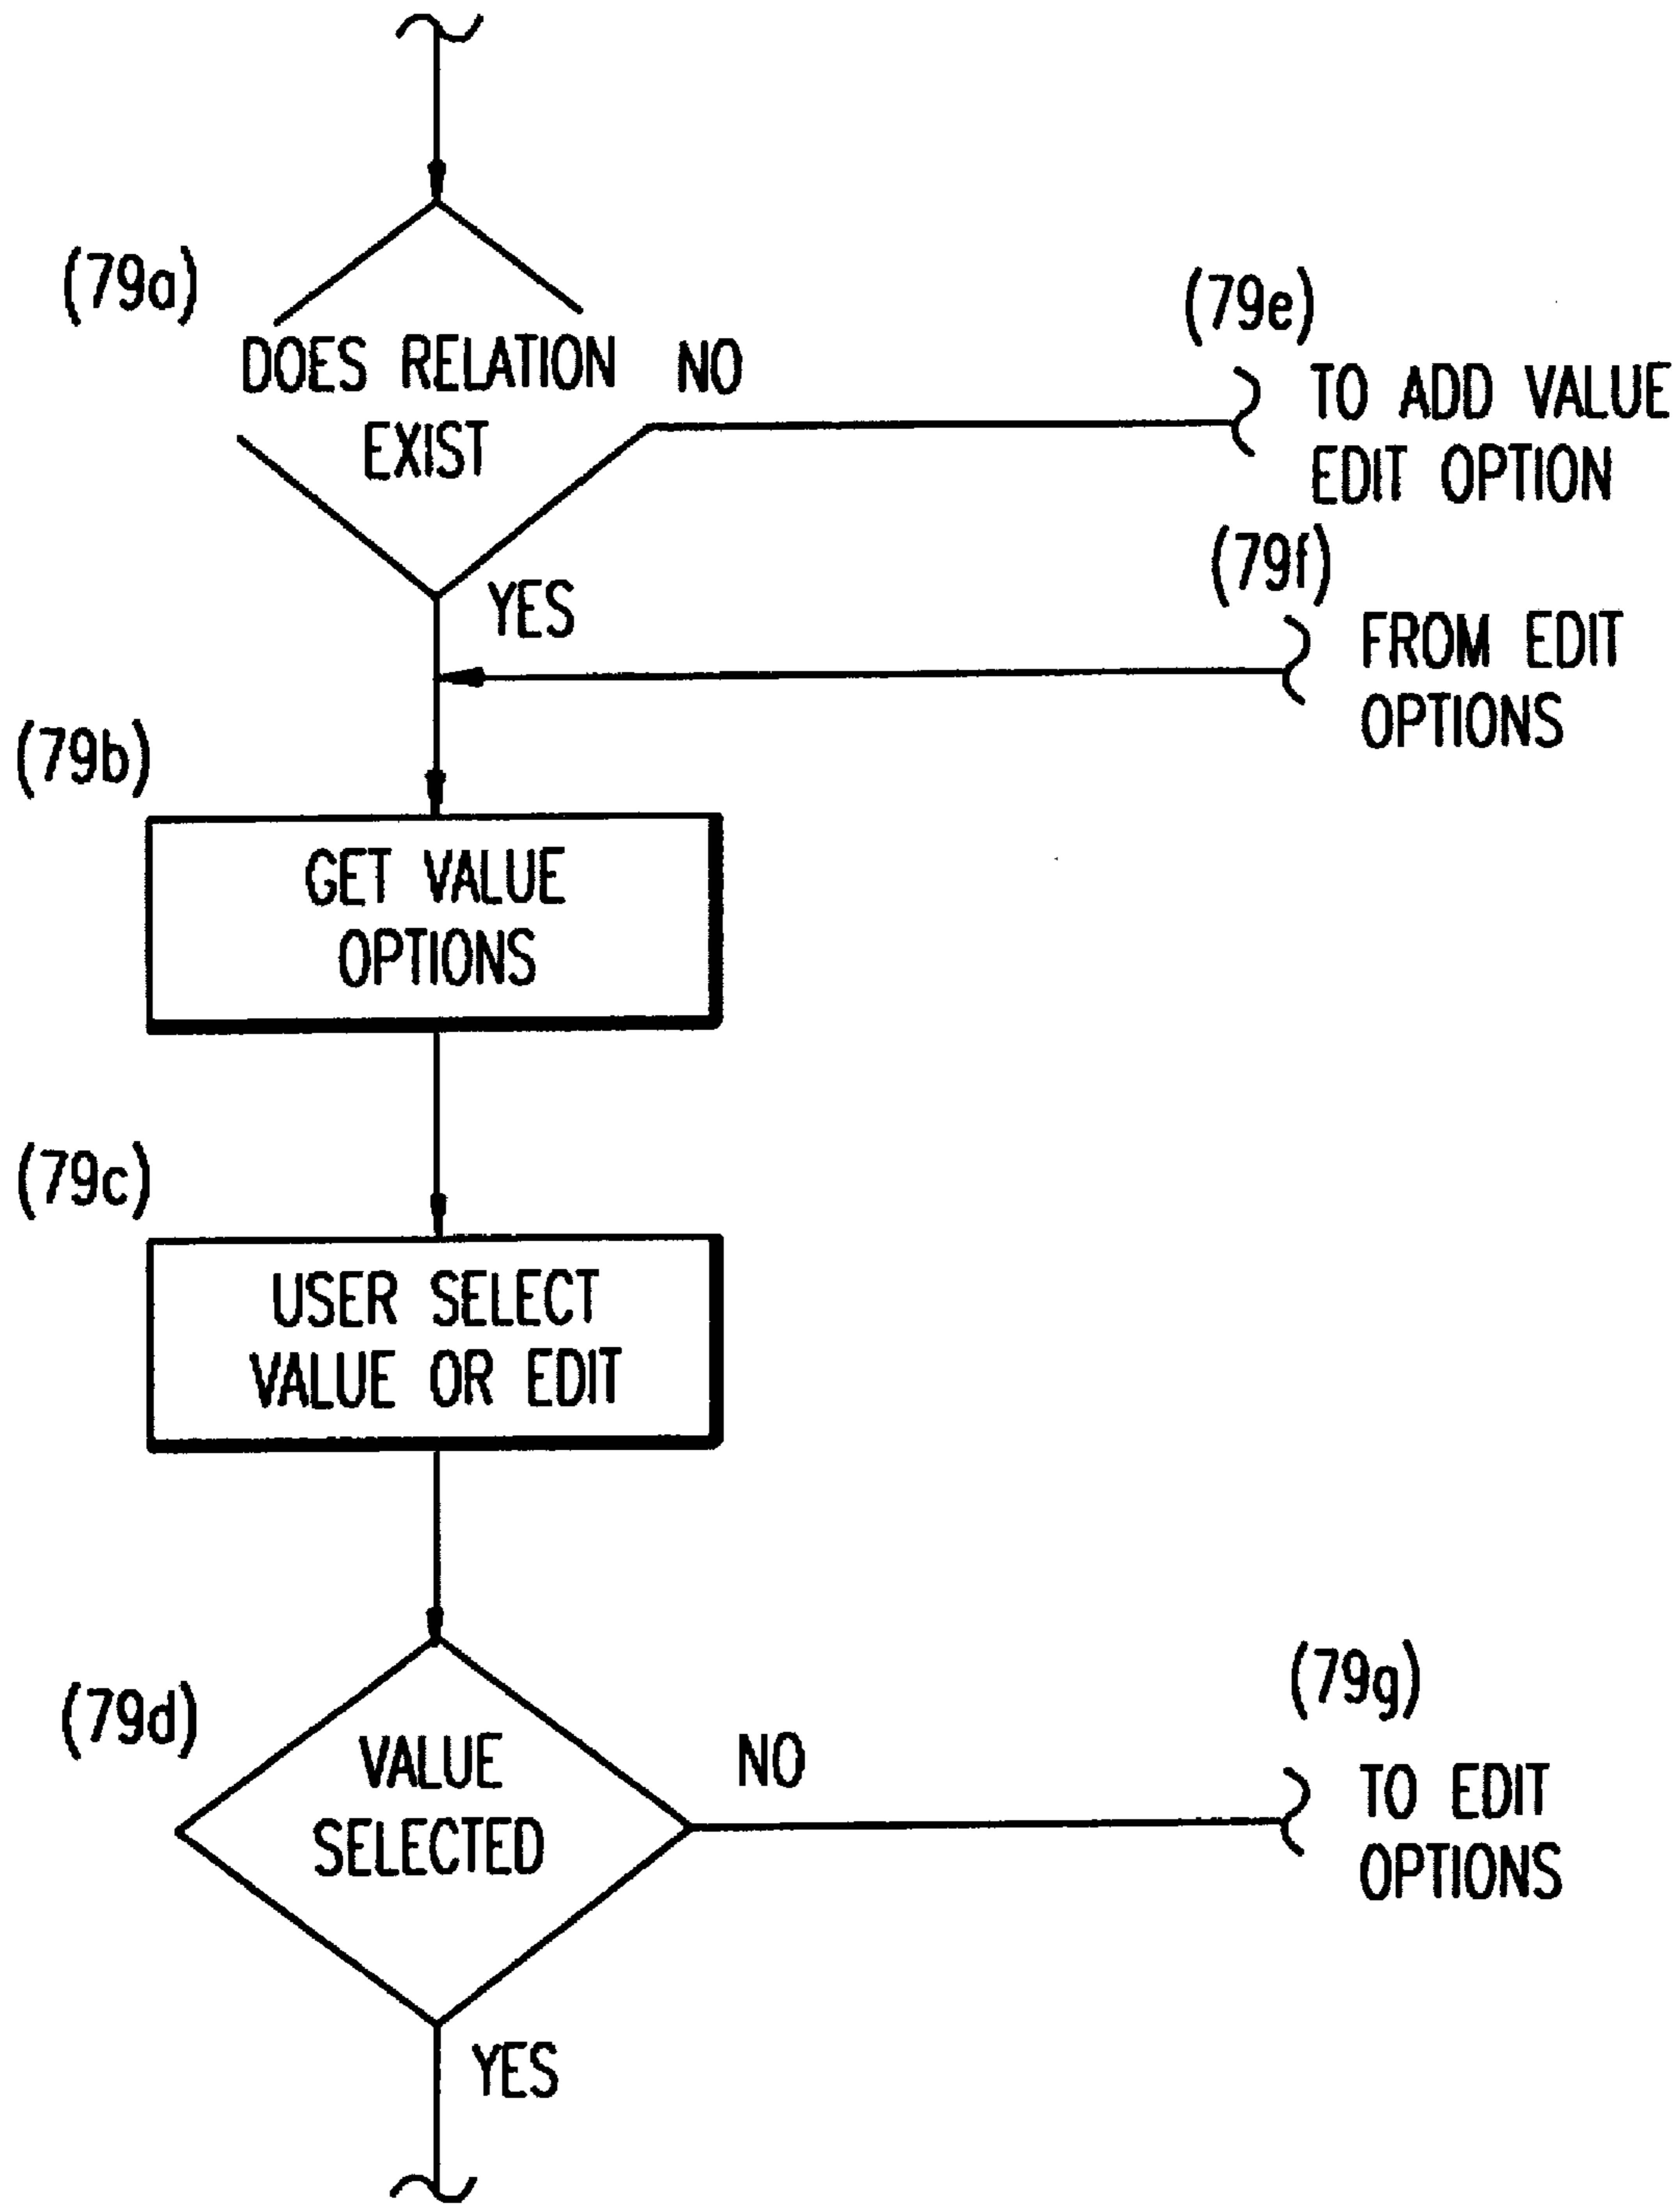 (79a)
DOES RELATION
EXIST
NO
(79e)
TO ADD VALUE
EDIT OPTION
YES
(79f)
FROM EDIT
OPTIONS
(79b)
GET VALUE
OPTIONS
(79c)
USER SELECT
VALUE OR EDIT
(79d)
VALUE
SELECTED
NO
(79g)
TO EDIT
OPTIONS
YES